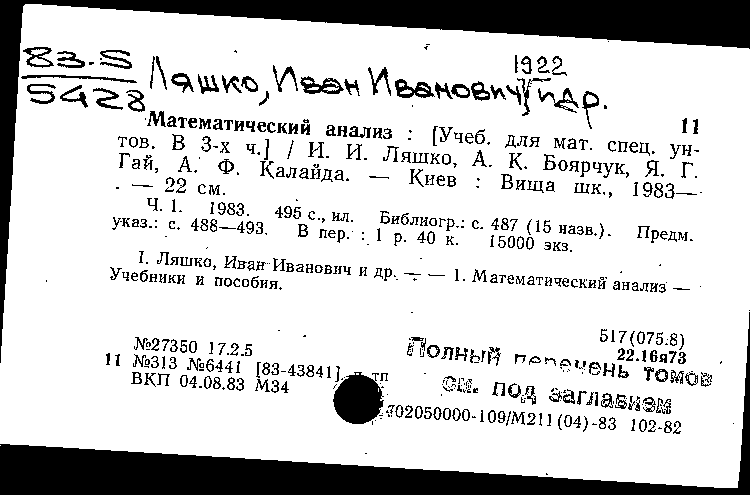 83-5
5428
1922
Ляшко, Иван Иванович и др.
11
Математический анализ : [Учеб. для мат. спец. ун-
тов. В 3-х ч.] / И. И. Ляшко, А. К. Боярчук, Я. Г.
Гай, А. Ф. Калайда. — Киев : Вища шк., 1983—
. — 22 см.
Ч. 1. 1983. 495 с., ил. Библиогр.: с. 487 (15 назв.). Предм.
указ.: с. 488—493. В пер. : 1 р. 40 к. 15000 экз.
I. Ляшко, Иван Иванович и др. — — 1. Математический анализ —
Учебники и пособия.
517(075.8)
22.16я73
№27350 17.2.5
11 №313 №6441 [83-43841] п тп
ВКП 04.08.83 М34
Полный перечень томов
см. под заглавием
1702050000-109/М211(04)-83 102-82